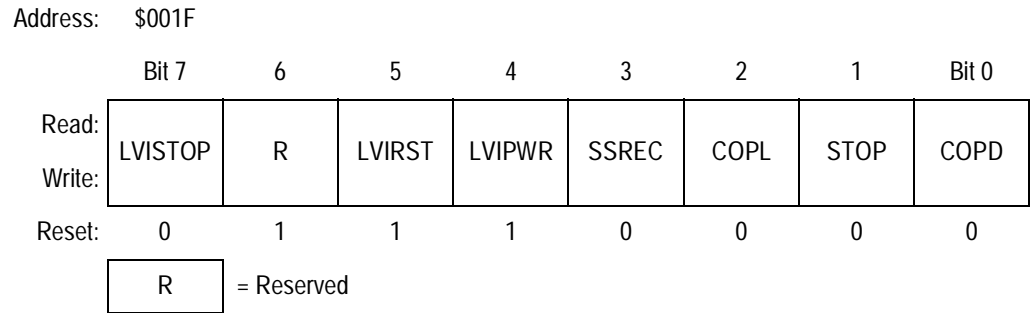 Address: $001F
Bit 7 6 5 4 3 2 1 Bit 0
Read:
LVISTOP R LVIRST LVIPWR SSREC COPL STOP COPD
Write:
Reset: 0 1 1 1 0 0 0 0
R = Reserved